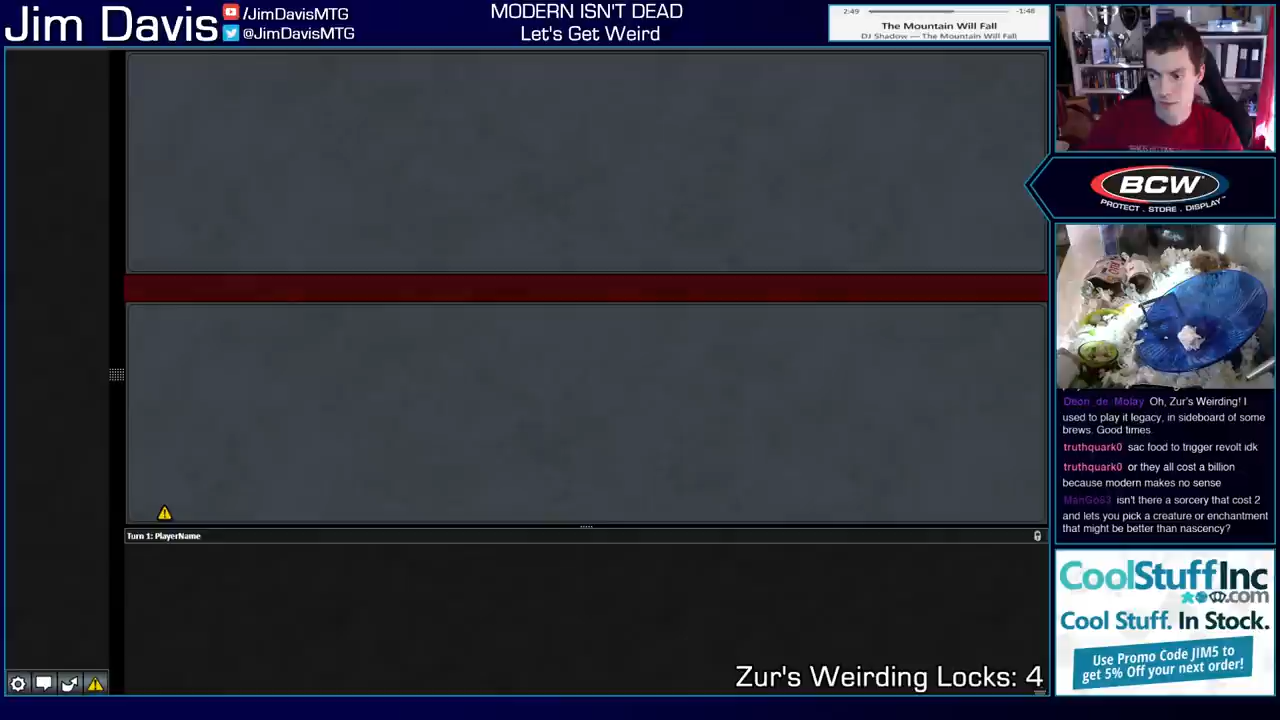 Jim Davis
/JimDavisMTG
@JimDavisMTG
MODERN ISN'T DEAD
Let's Get Weird
2:49
-1:48
The Mountain Will Fall
DJ Shadow — The Mountain Will Fall
BCW
PROTECT . STORE . DISPLAY
Deon_de_Molay Oh, Zur's Weirding! I
used to play it legacy, in sideboard of some
brews. Good times.
truthquark0 sac food to trigger revolt idk
truthquark0 or they all cost a billion
because modern makes no sense
ManGo63 isn't there a sorcery that cost 2
and lets you pick a creature or enchantment
that might be better than nascency?
Turn 1: PlayerName
CoolStuffInc
.com
Cool Stuff. In Stock.
Use Promo Code JIM5 to
get 5% Off your next order!
Zur's Weirding Locks: 4